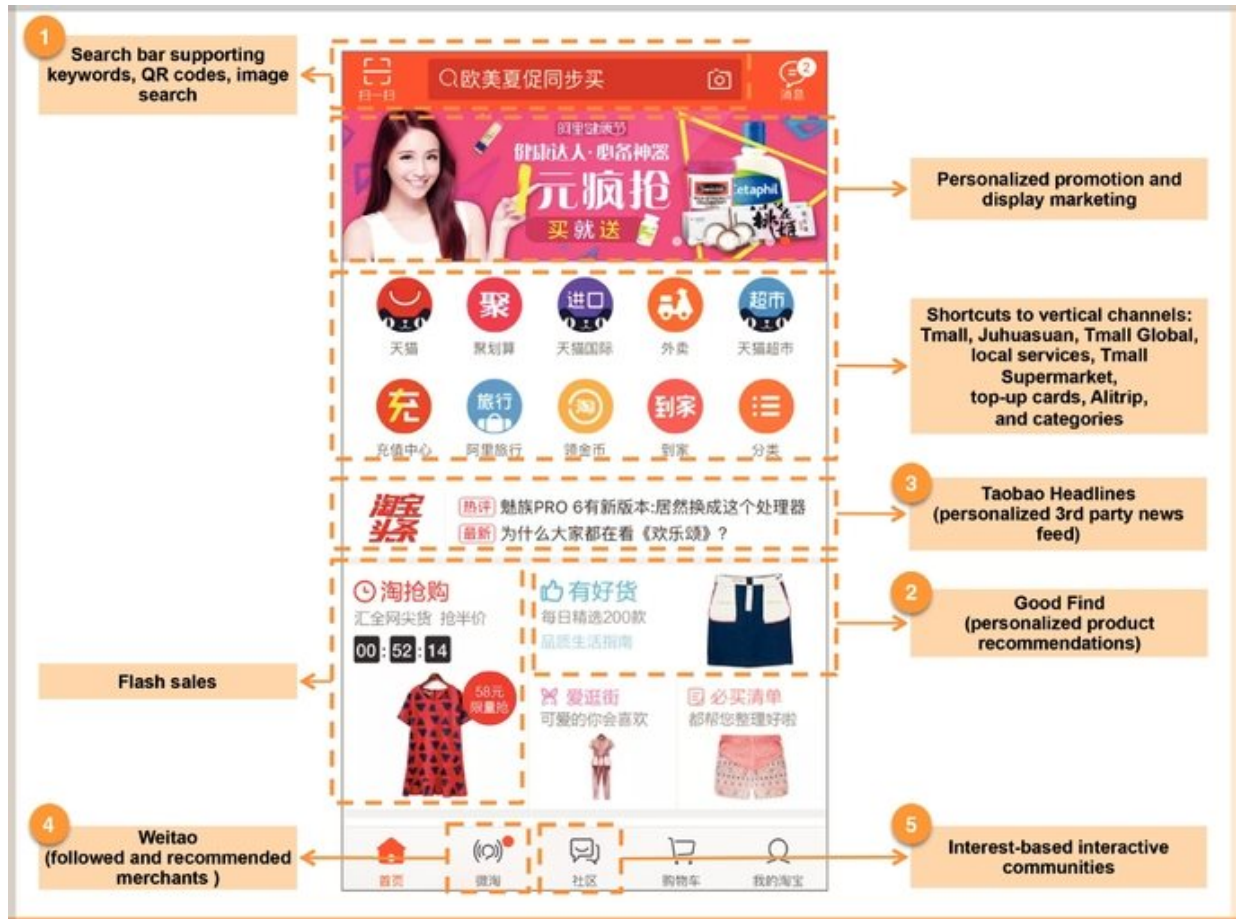 1
Search bar supporting
keywords, QR codes, image
search
扫一扫
欧美夏促同步买
2
消息
阿里健康节
健康达人·必备神器
1元疯抢
买就送
Cetaphil
Personalized promotion and
display marketing
聚
进口
超市
天猫
聚划算
天猫国际
外卖
天猫超市
充
旅行
淘
到家
充值中心
阿里旅行
领金币
到家
分类
Shortcuts to vertical channels:
Tmall, Juhuasuan, Tmall Global,
local services, Tmall
Supermarket,
top-up cards, Alitrip,
and categories
淘宝
头条
热评 魅族PRO 6有新版本:居然换成这个处理器
最新 为什么大家都在看《欢乐颂》?
3
Taobao Headlines
(personalized 3rd party news
feed)
淘抢购
汇全网尖货 抢半价
00:52:14
58元
限量抢
Flash sales
有好货
每日精选200款
品质生活指南
2
Good Find
(personalized product
recommendations)
爱逛街
可爱的你会喜欢
必买清单
都帮您整理好啦
4
Weitao
(followed and recommended
merchants )
首页
微淘
社区
购物车
我的淘宝
5
Interest-based interactive
communities